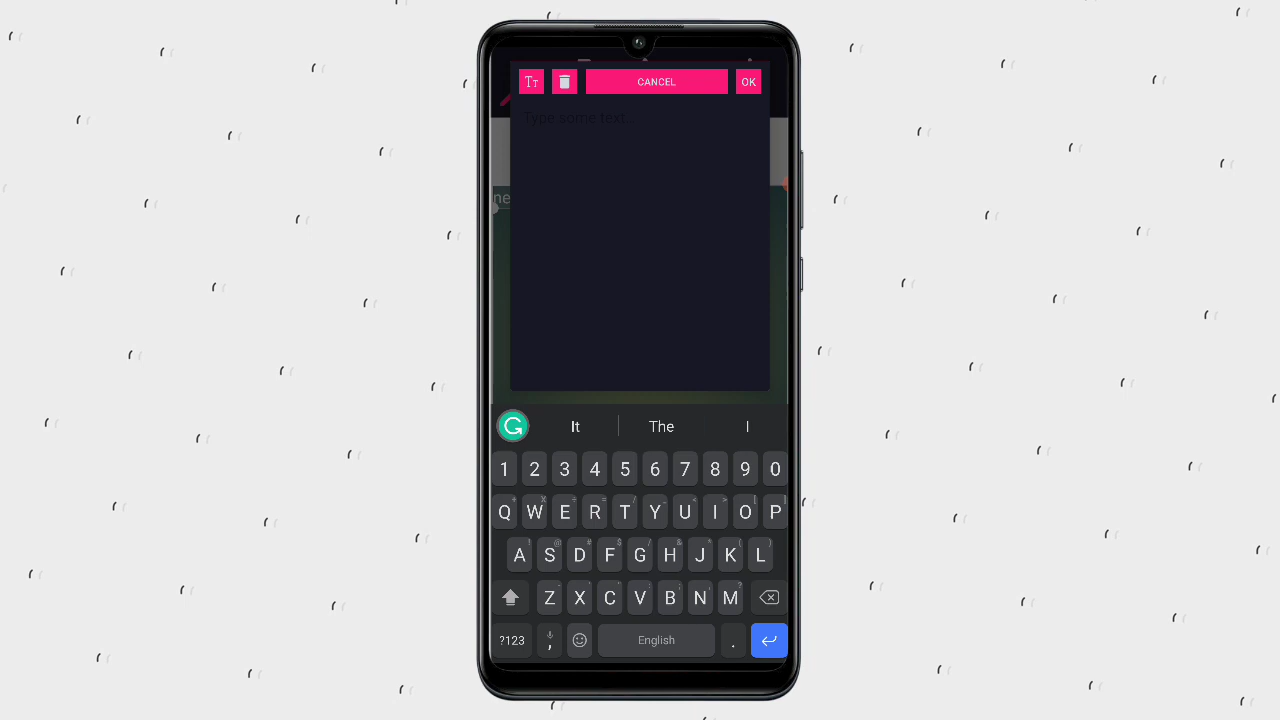 Tт CANCEL OK
Type some text..
ne
It The I
1 2 3 4 5 6 7 8 9 0
Q W E R T Y U I O P
A S D F G H J K L
Z X C V B N M
?123 , English .